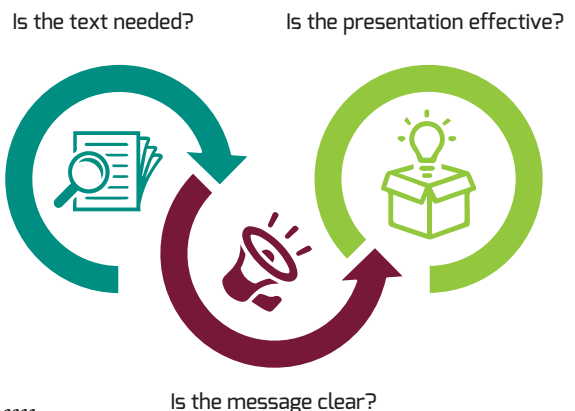 Is the text needed?
Is the presentation effective?
Is the message clear?